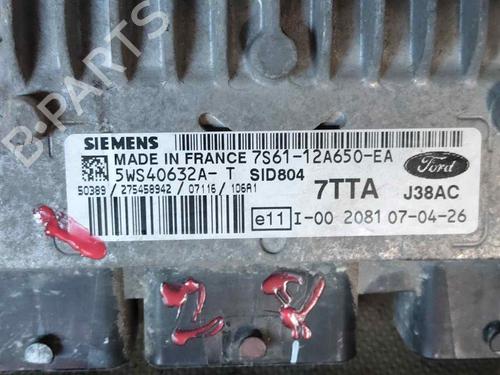 B-PARTS
SIEMENS
MADE IN FRANCE 7S61-12A650-EA
5WS40632A- T SID804
50389 / 275458942 / 07116 / 106A1
7TTA J38AC
Ford
e11 I-00 2081 07-04-26